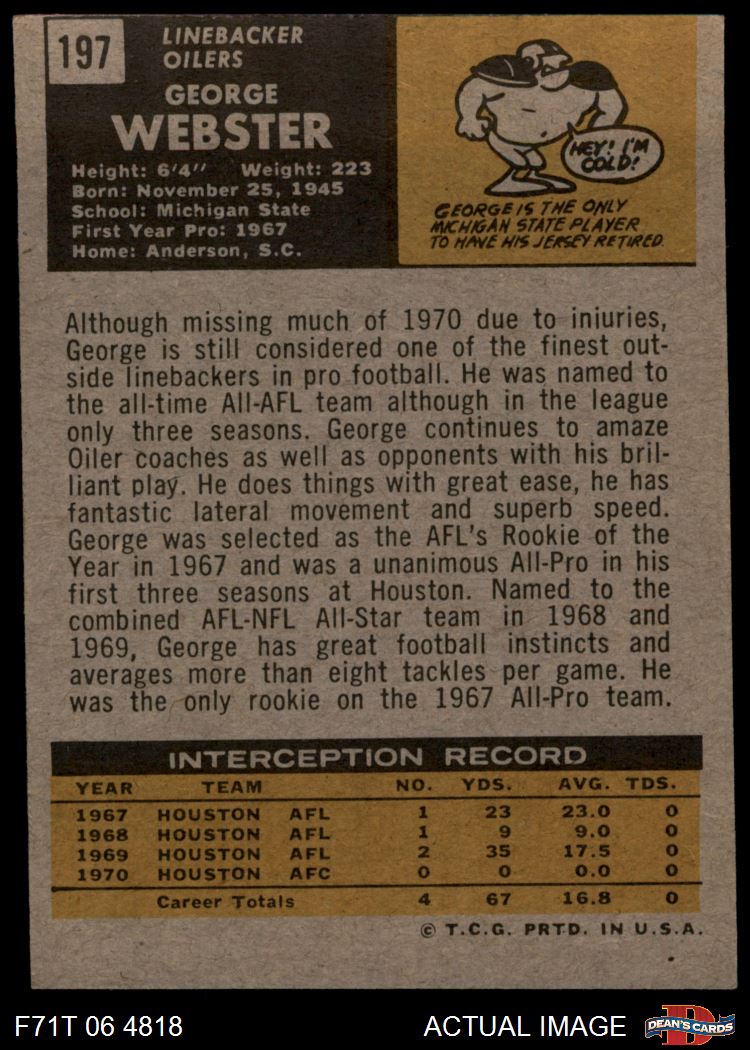 197
LINEBACKER
OILERS
GEORGE
WEBSTER
Height: 6'4" Weight: 223
Born: November 25, 1945
School: Michigan State
First Year Pro: 1967
Home: Anderson, S.C.
HEY! I'M
COLD!
GEORGE IS THE ONLY
MICHIGAN STATE PLAYER
TO HAVE HIS JERSEY RETIRED.
Although missing much of 1970 due to iniuries,
George is still considered one of the finest out-
side linebackers in pro football. He was named to
the all-time All-AFL team although in the league
only three seasons. George continues to amaze
Oiler coaches as well as opponents with his bril-
liant play. He does things with great ease, he has
fantastic lateral movement and superb speed.
George was selected as the AFL's Rookie of the
Year in 1967 and was a unanimous All-Pro in his
first three seasons at Houston. Named to the
combined AFL-NFL All-Star team in 1968 and
1969, George has great football instincts and
averages more than eight tackles per game. He
was the only rookie on the 1967 All-Pro team.
INTERCEPTION RECORD
YEAR TEAM NO. YDS. AVG. TDS.
1967 HOUSTON AFL 1 23 23.0 0
1968 HOUSTON AFL 1 9 9.0 0
1969 HOUSTON AFL 2 35 17.5 0
1970 HOUSTON AFC 0 0 0.0 0
Career Totals 4 67 16.8 0
© T.C.G. PRTD. IN U.S.A.
F71T 06 4818 ACTUAL IMAGE D DEAN'S CARDS